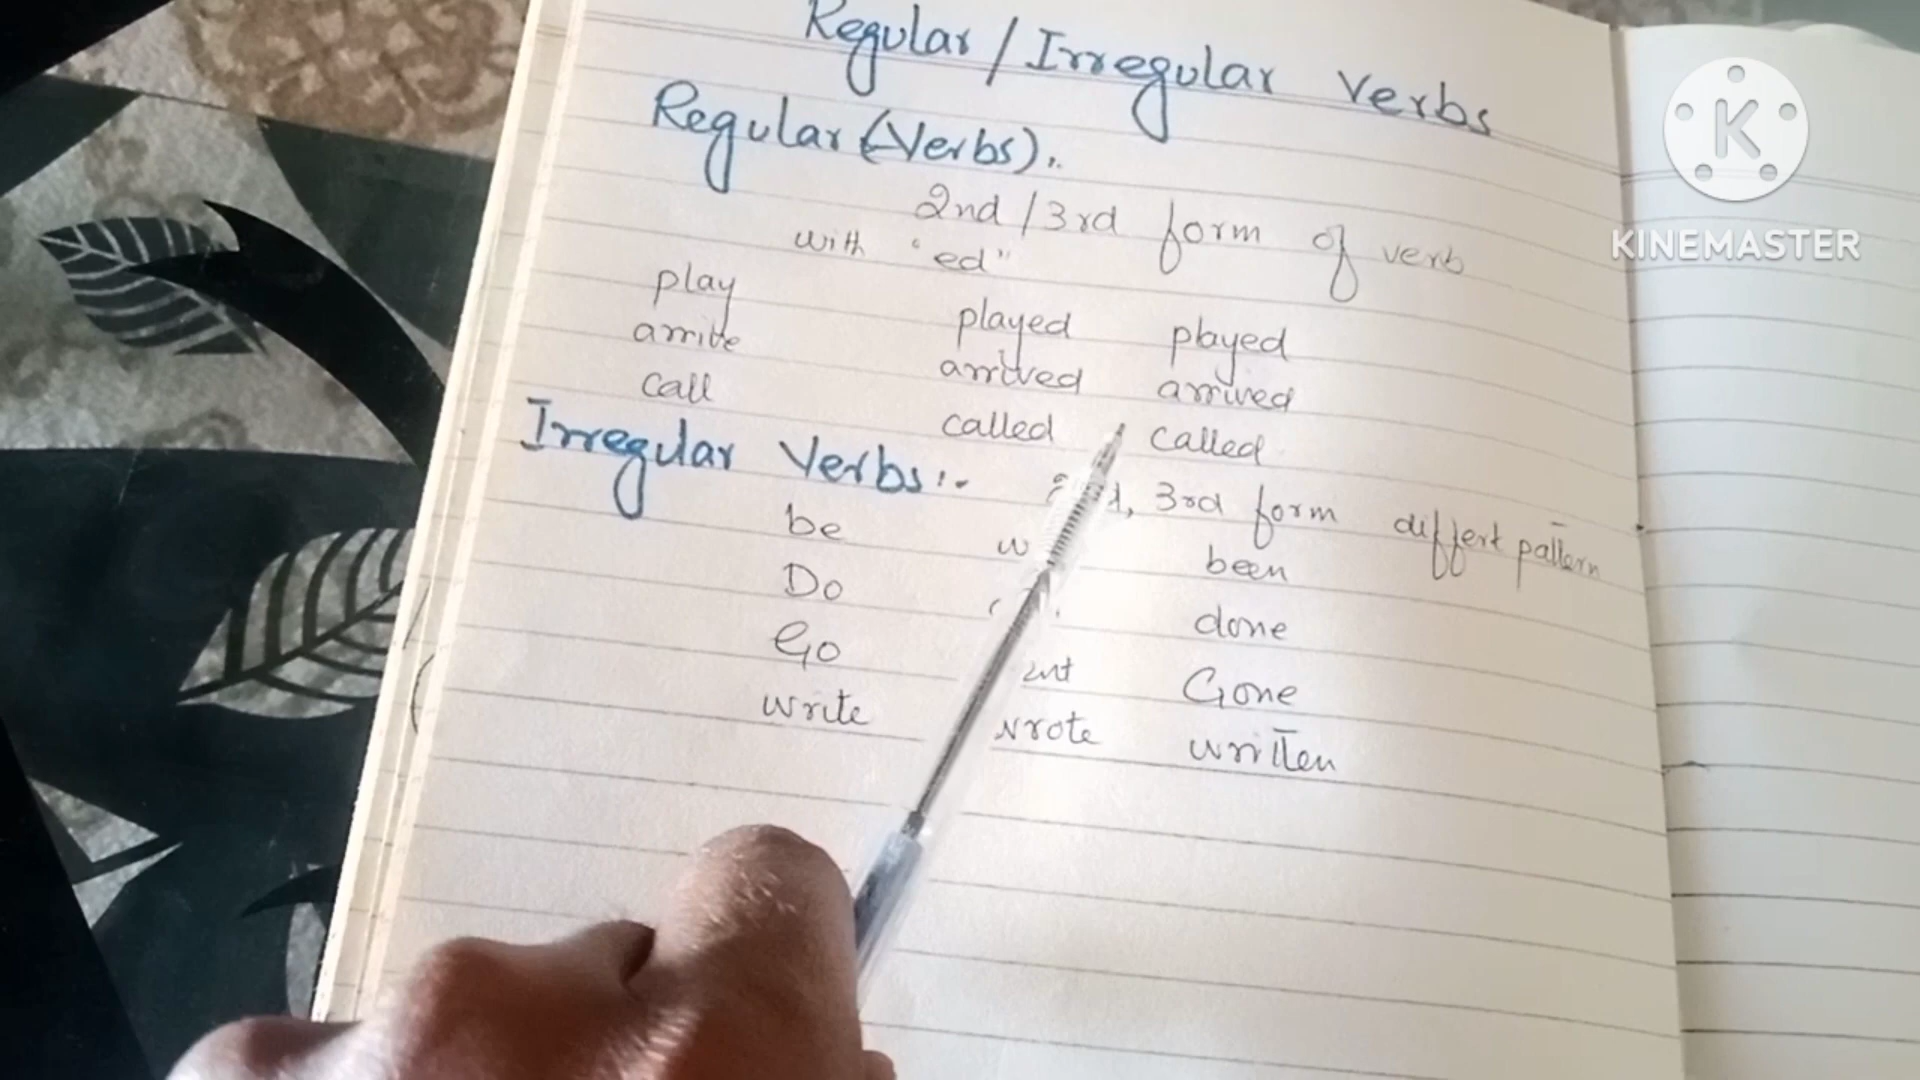 Regular / Irregular Verbs
Regular (Verbs):
2nd / 3rd form of verb
with "ed"
play played played
arrive arrived arrived
call called called
Irregular Verbs:- 3rd form differt pattern
be been
Do done
Go Gone
write wrote written
KINEMASTER